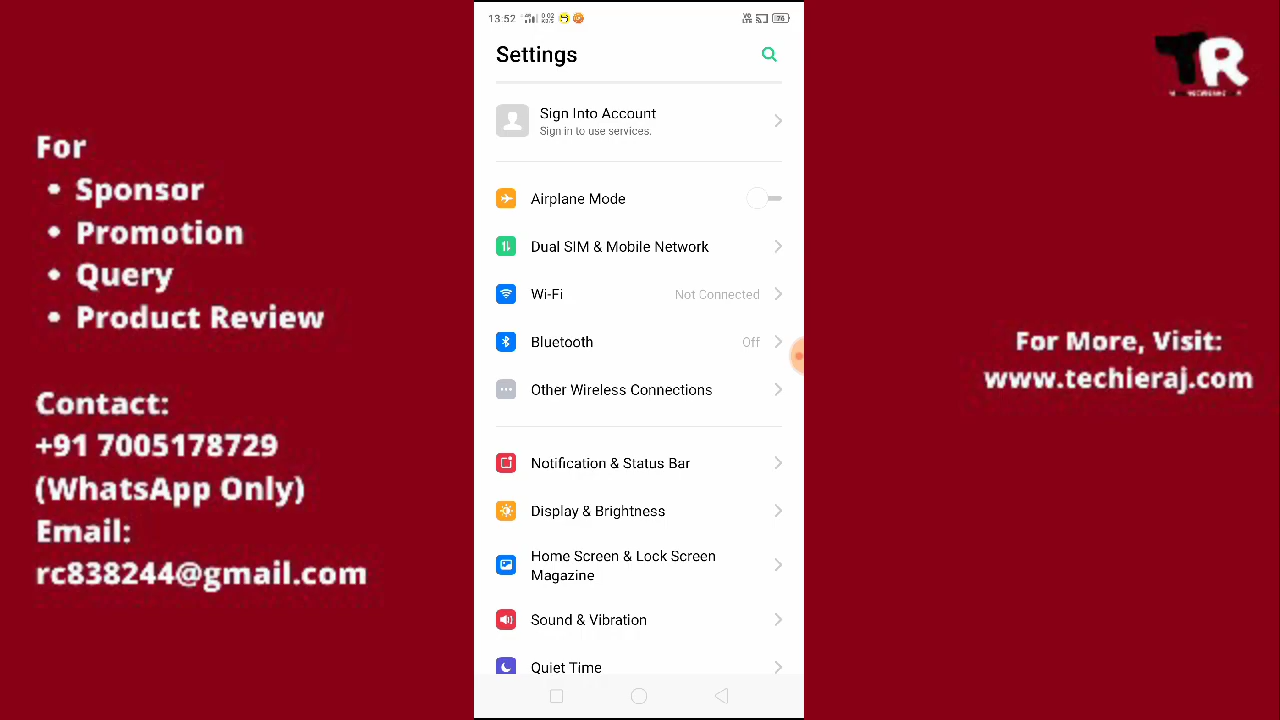 For
• Sponsor
• Promotion
• Query
• Product Review
Contact:
+91 7005178729
(WhatsApp Only)
Email:
rc838244@gmail.com
13:52
76
Settings
Sign Into Account
Sign in to use services.
Airplane Mode
Dual SIM & Mobile Network
Wi-Fi Not Connected
Bluetooth Off
Other Wireless Connections
Notification & Status Bar
Display & Brightness
Home Screen & Lock Screen
Magazine
Sound & Vibration
Quiet Time
TR
For More, Visit:
www.techieraj.com